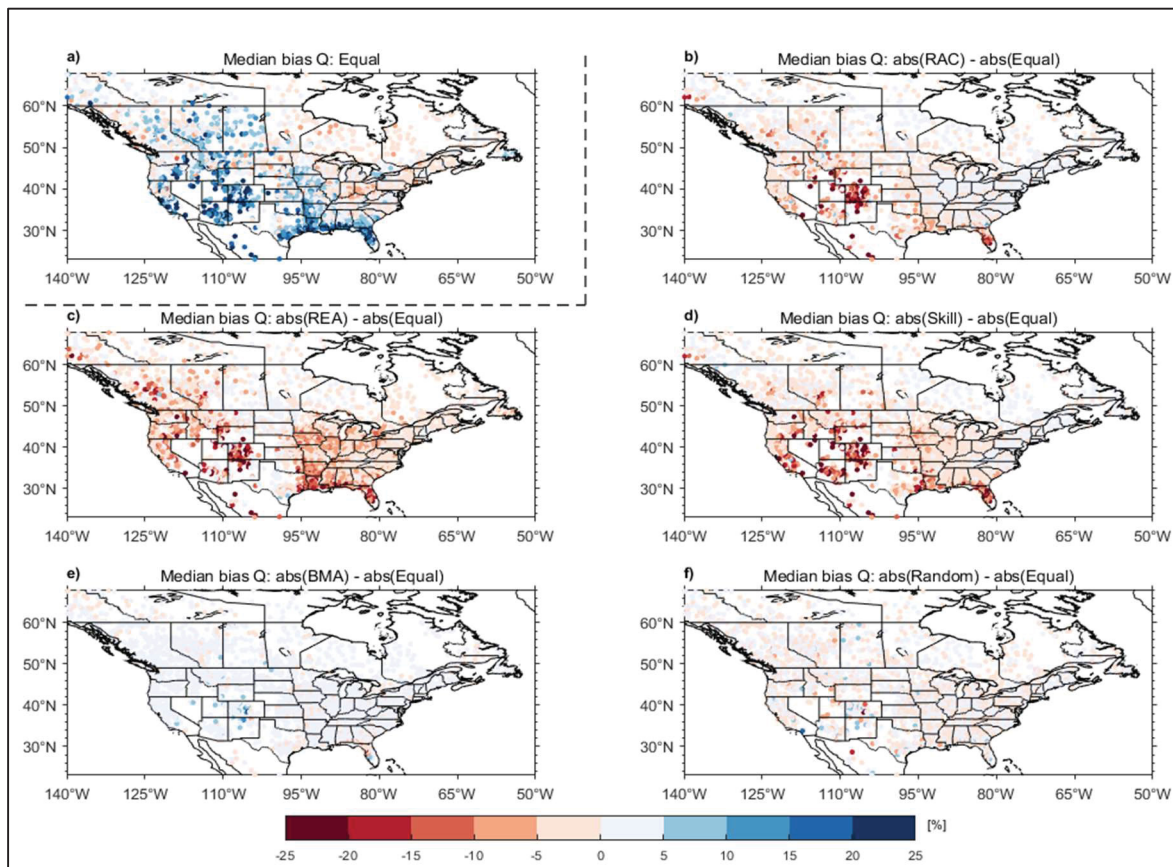 a)
Median bias Q: Equal
60°N
50°N
40°N
30°N
140°W 125°W 110°W 95°W 80°W 65°W 50°W
b)
Median bias Q: abs(RAC) - abs(Equal)
60°N
50°N
40°N
30°N
140°W 125°W 110°W 95°W 80°W 65°W 50°W
c)
Median bias Q: abs(REA) - abs(Equal)
60°N
50°N
40°N
30°N
140°W 125°W 110°W 95°W 80°W 65°W 50°W
d)
Median bias Q: abs(Skill) - abs(Equal)
60°N
50°N
40°N
30°N
140°W 125°W 110°W 95°W 80°W 65°W 50°W
e)
Median bias Q: abs(BMA) - abs(Equal)
60°N
50°N
40°N
30°N
140°W 125°W 110°W 95°W 80°W 65°W 50°W
f)
Median bias Q: abs(Random) - abs(Equal)
60°N
50°N
40°N
30°N
140°W 125°W 110°W 95°W 80°W 65°W 50°W
[%]
-25 -20 -15 -10 -5 0 5 10 15 20 25